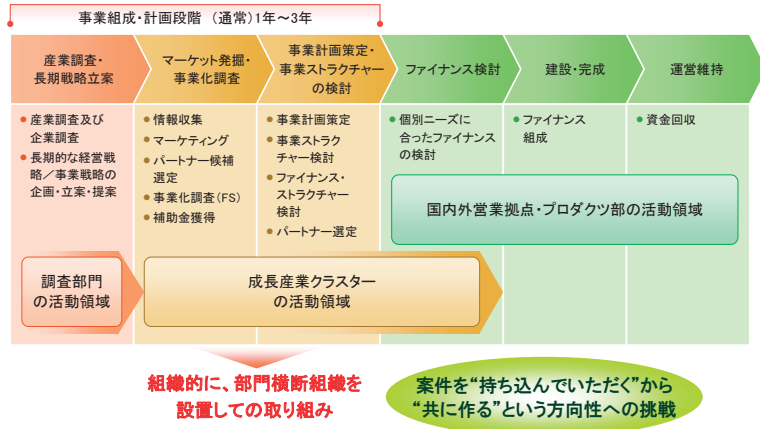 事業組成・計画段階　(通常)1年～3年
産業調査・
長期戦略立案
マーケット発掘・
事業化調査
事業計画策定・
事業ストラクチャー
の検討
ファイナンス検討
建設・完成
運営維持
● 産業調査及び
企業調査
● 長期的な経営戦
略／事業戦略の
企画・立案・提案
● 情報収集
● マーケティング
● パートナー候補
選定
● 事業化調査(FS)
● 補助金獲得
● 事業計画策定
● 事業ストラク
チャー検討
● ファイナンス・
ストラクチャー
検討
● パートナー選定
● 個別ニーズに
合ったファイナンス
の検討
● ファイナンス
組成
● 資金回収
国内外営業拠点・プロダクツ部の活動領域
調査部門
の活動領域
成長産業クラスター
の活動領域
組織的に、部門横断組織を
設置しての取り組み
案件を“持ち込んでいただく”から
“共に作る”という方向性への挑戦